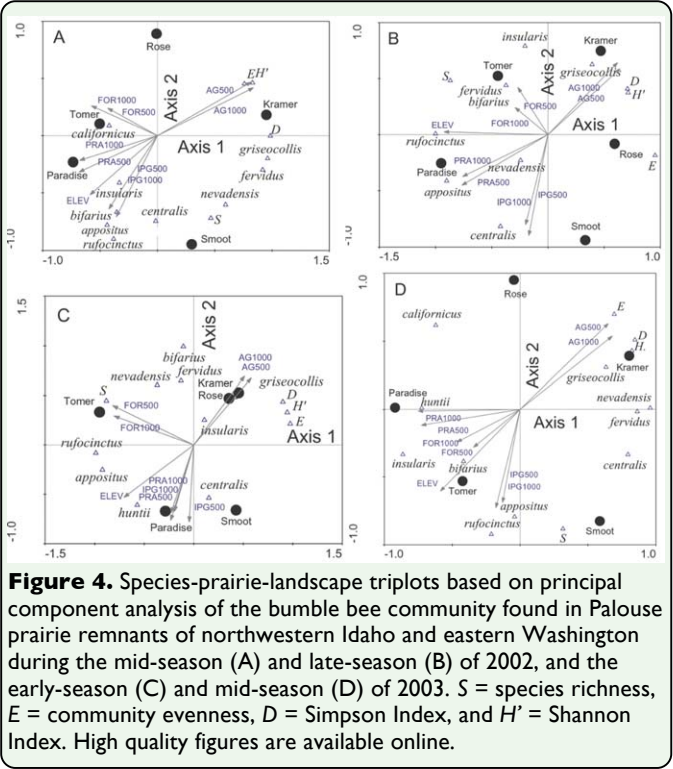 1.0
A
Rose
Axis 2
EH'
AG500
FOR1000
FOR500
AG1000
Kramer
Tomer
californicus
D
PRA1000
Axis 1
griseocollis
PRA500
IPG500
fervidus
Paradise
IPG1000
insularis
nevadensis
ELEV
bifarius
centralis
S
appositus
rufocinctus
Smoot
-1.0
-1.0
1.5
1.0
B
insularis
Kramer
Axis 2
griseocollis
Tomer
S
fervidus
bifarius
AG1000
AG500
D
H'
FOR500
FOR1000
Axis 1
ELEV
rufocinctus
Rose
E
PRA1000
nevadensis
Paradise
PRA500
appositus
IPG500
IPG1000
centralis
Smoot
-1.0
-1.5
1.0
1.5
C
Axis 2
bifarius
AG1000
AG500
fervidus
nevadensis
Kramer
griseocollis
S
Rose
D
FOR500
Tomer
H'
FOR1000
E
insularis
Axis 1
rufocinctus
appositus
PRA1000
centralis
IPG1000
ELEV
PRA500
huntii
IPG500
Paradise
Smoot
-1.0
-1.5
1.5
1.0
D
Rose
californicus
E
AG500
Axis 2
D
AG1000
H.
Kramer
griseocollis
Paradise
huntii
nevadensis
PRA1000
Axis 1
fervidus
PRA500
FOR1000
FOR500
insularis
centralis
bifarius
IPG500
ELEV
Tomer
IPG1000
appositus
rufocinctus
Smoot
S
-1.0
-1.0
1.0
Figure 4. Species-prairie-landscape triplots based on principal
component analysis of the bumble bee community found in Palouse
prairie remnants of northwestern Idaho and eastern Washington
during the mid-season (A) and late-season (B) of 2002, and the
early-season (C) and mid-season (D) of 2003. S = species richness,
E = community evenness, D = Simpson Index, and H' = Shannon
Index. High quality figures are available online.